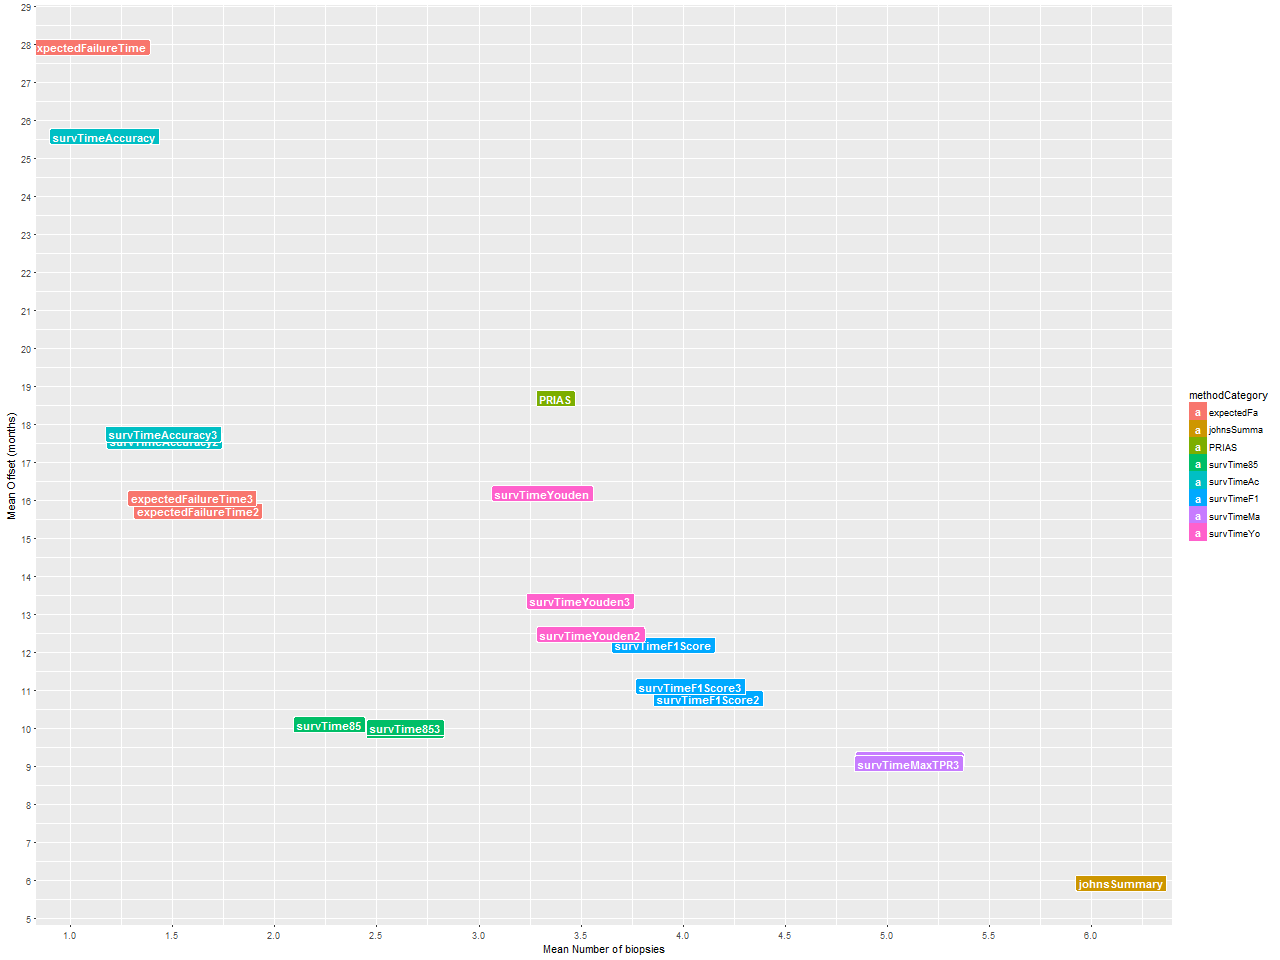 29
28
27
26
25
24
23
22
21
20
19
18
17
16
15
14
13
12
11
10
9
8
7
6
5
Mean Offset (months)
xpectedFailureTime
survTimeAccuracy
PRIAS
survTimeAccuracy3
survTimeAccuracy2
survTimeYouden
expectedFailureTime3
expectedFailureTime2
survTimeYouden3
survTimeYouden2
survTimeF1Score
survTimeF1Score3
survTimeF1Score2
survTime85
survTime853
survTimeMaxTPR3
johnsSummary
1.0 1.5 2.0 2.5 3.0 3.5 4.0 4.5 5.0 5.5 6.0
Mean Number of biopsies
methodCategory
a expectedFa
a johnsSumma
a PRIAS
a survTime85
a survTimeAc
a survTimeF1
a survTimeMa
a survTimeYo